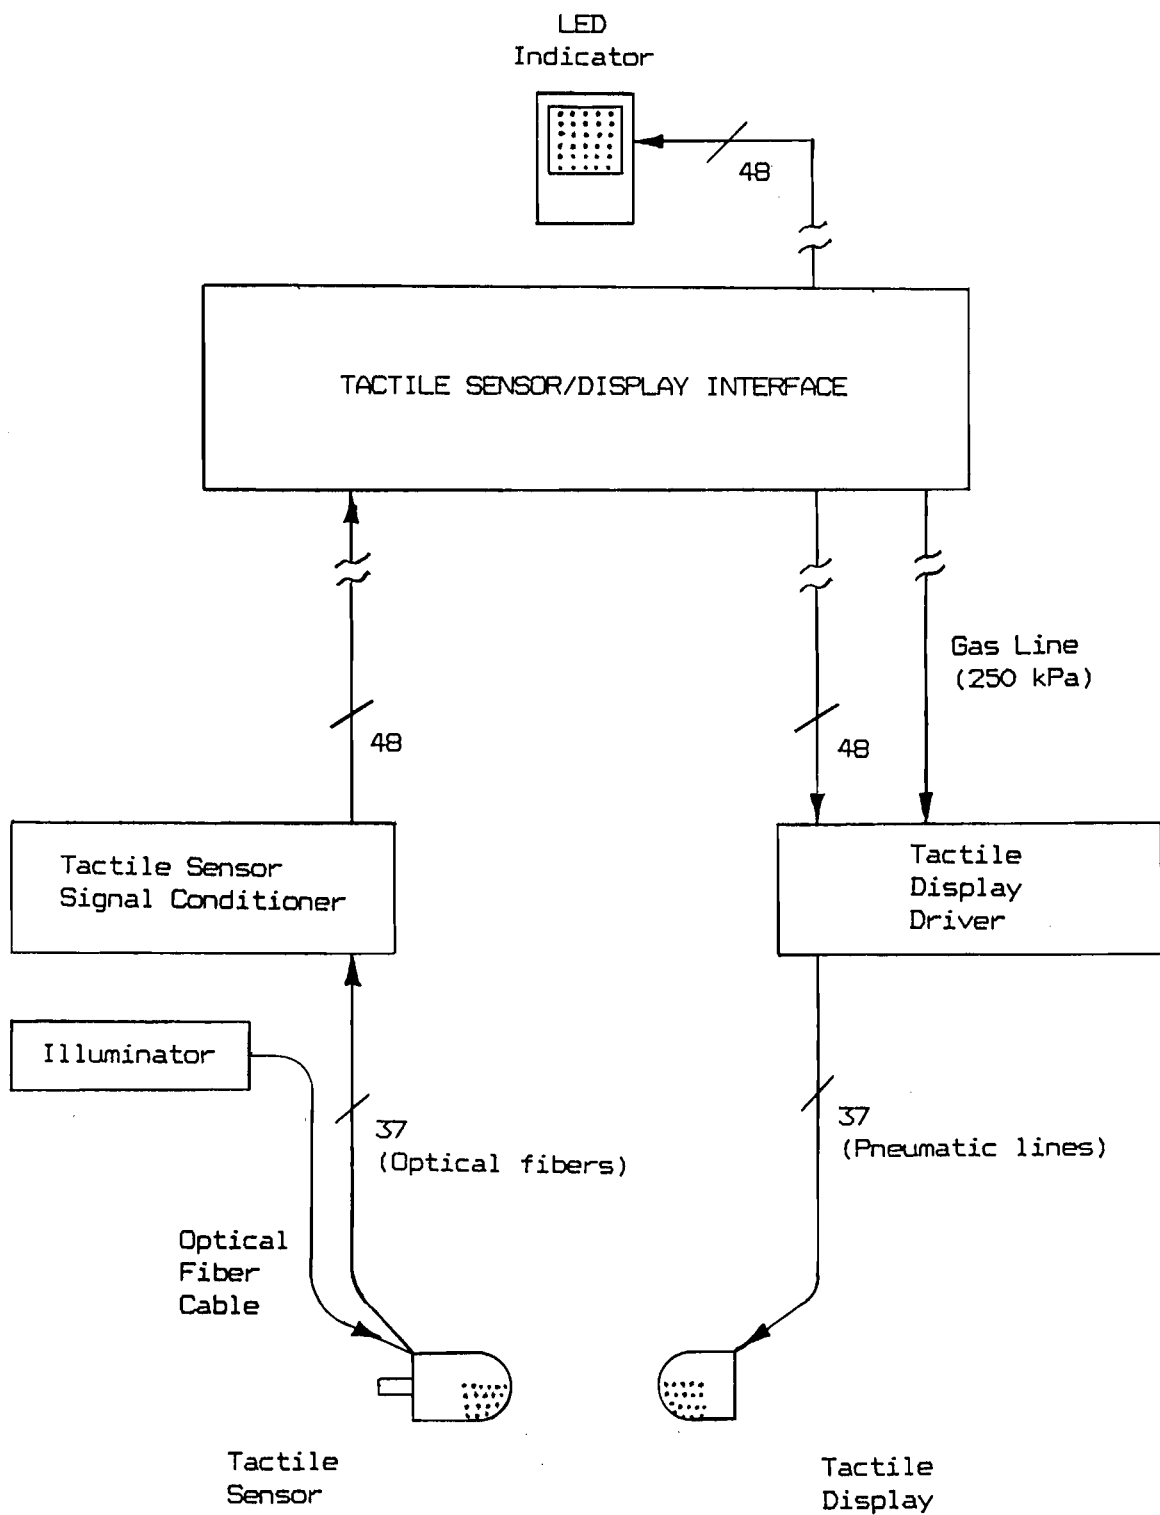 LED
Indicator
48
TACTILE SENSOR/DISPLAY INTERFACE
Gas Line
(250 kPa)
48
48
Tactile Sensor
Signal Conditioner
Tactile
Display
Driver
Illuminator
37
(Optical fibers)
37
(Pneumatic lines)
Optical
Fiber
Cable
Tactile
Sensor
Tactile
Display